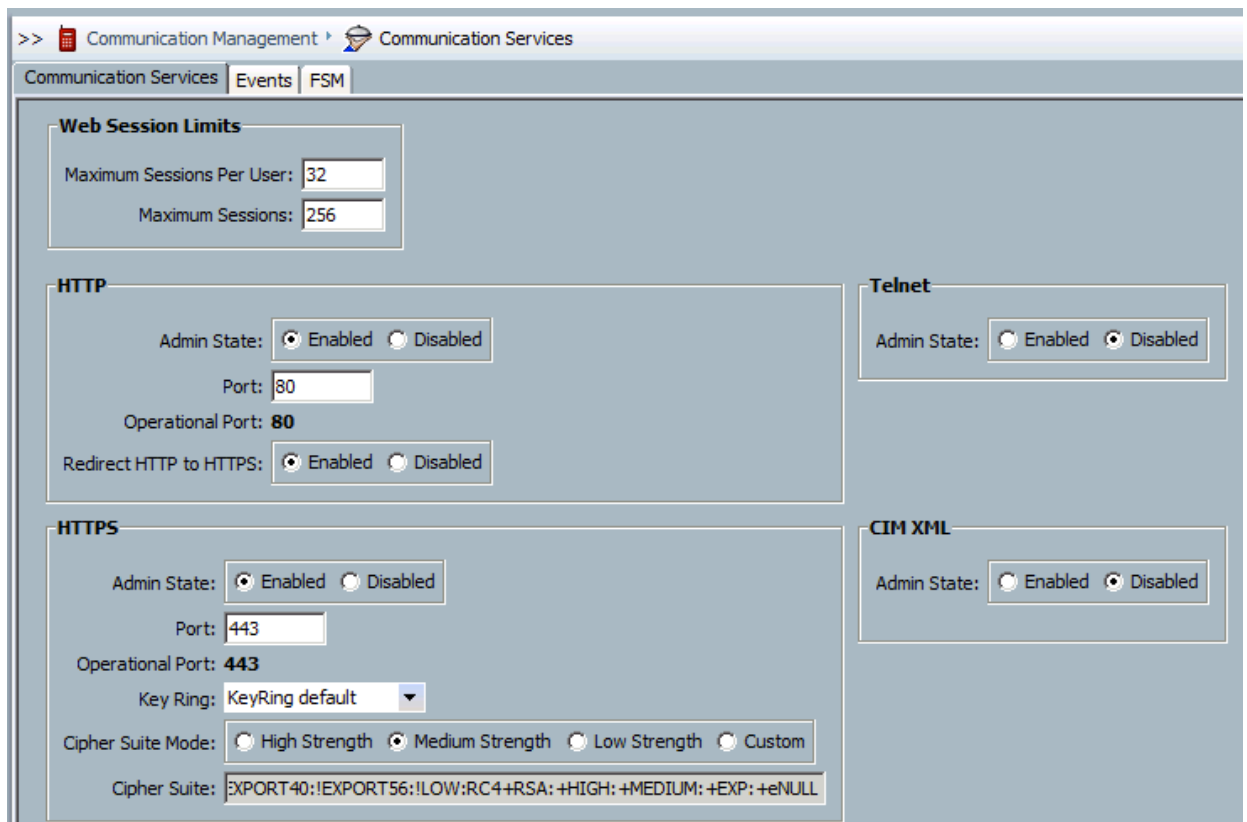 >> Communication Management Communication Services
Communication Services Events FSM
Web Session Limits
Maximum Sessions Per User: 32
Maximum Sessions: 256
HTTP
Admin State: Enabled Disabled
Port: 80
Operational Port: 80
Redirect HTTP to HTTPS: Enabled Disabled
Telnet
Admin State: Enabled Disabled
HTTPS
Admin State: Enabled Disabled
Port: 443
Operational Port: 443
Key Ring: KeyRing default
Cipher Suite Mode: High Strength Medium Strength Low Strength Custom
Cipher Suite: EXPORT40:!EXPORT56:!LOW:RC4+RSA:+HIGH:+MEDIUM:+EXP:+eNULL
CIM XML
Admin State: Enabled Disabled